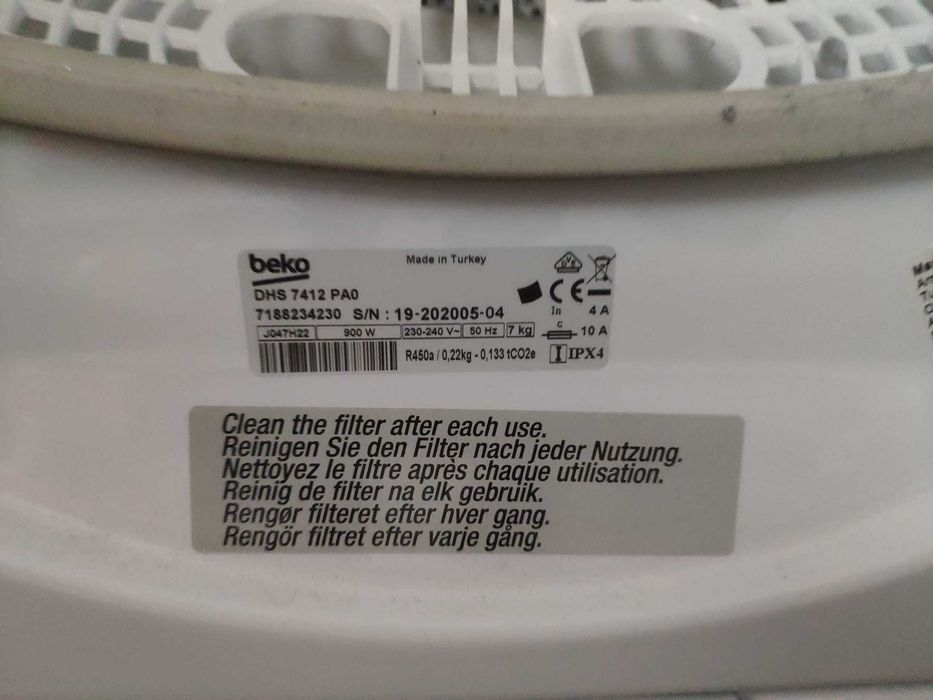 beko
Made in Turkey
DHS 7412 PA0
7188234230 S/N : 19-202005-04
In 4 A
J047H22 900 W 230-240 V~ 50 Hz 7 kg
C 10 A
R450a / 0,22kg - 0,133 tCO2e
I IPX4
Clean the filter after each use.
Reinigen Sie den Filter nach jeder Nutzung.
Nettoyez le filtre après chaque utilisation.
Reinig de filter na elk gebruik.
Rengør filteret efter hver gang.
Rengör filtret efter varje gång.